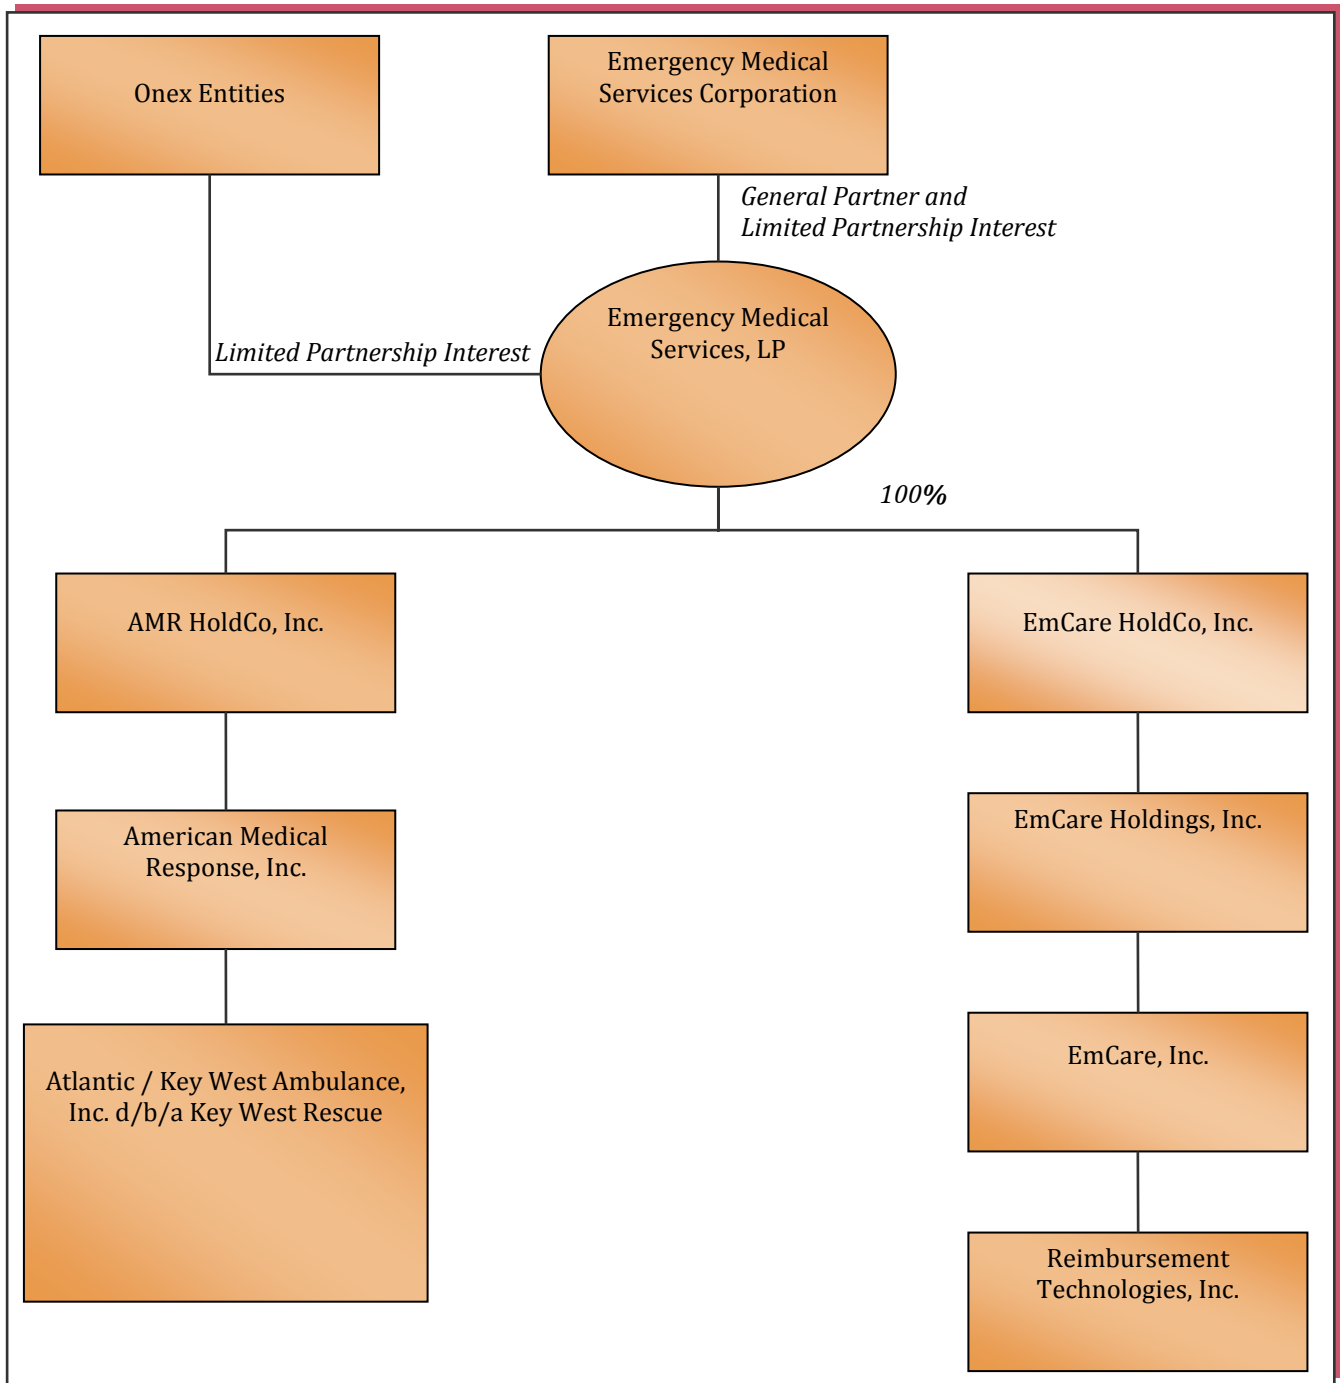 Onex Entities
Emergency Medical
Services Corporation
General Partner and
Limited Partnership Interest
Emergency Medical
Services, LP
Limited Partnership Interest
100%
AMR HoldCo, Inc.
EmCare HoldCo, Inc.
American Medical
Response, Inc.
EmCare Holdings, Inc.
Atlantic / Key West Ambulance,
Inc. d/b/a Key West Rescue
EmCare, Inc.
Reimbursement
Technologies, Inc.